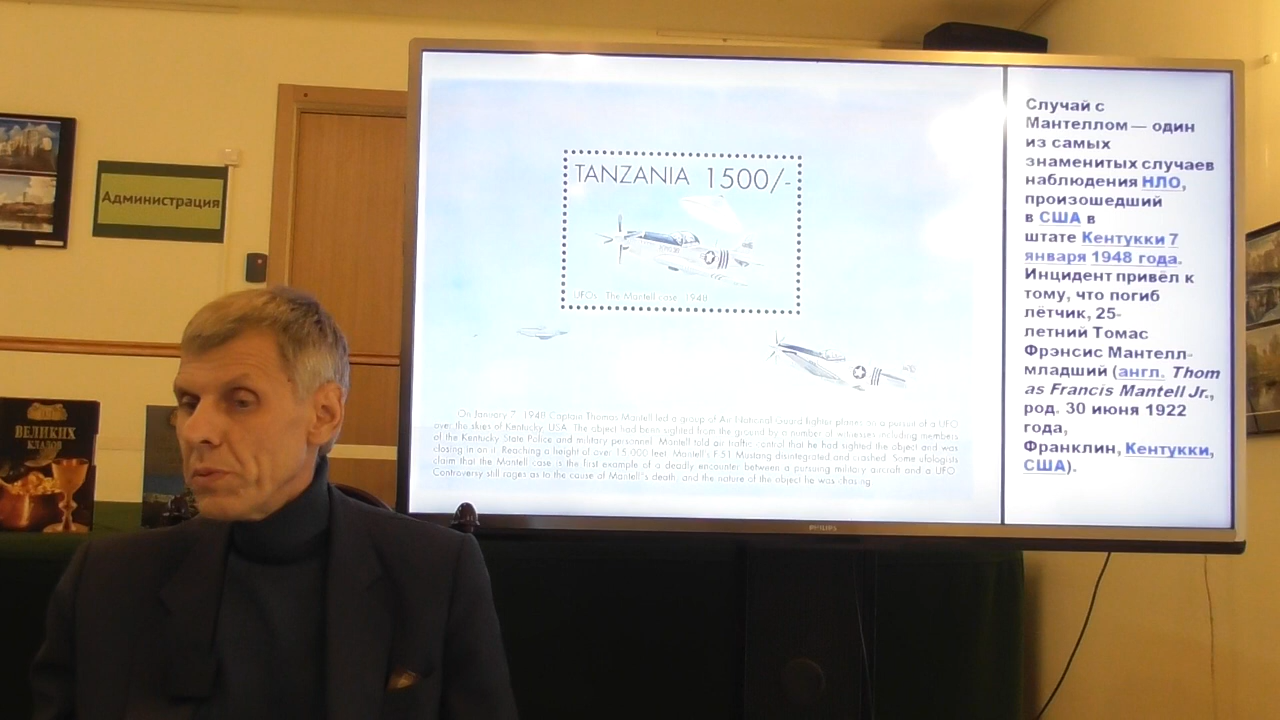 Администрация
ВЕЛИКИХ
КЛАДОВ
TANZANIA 1500/-
UFOs The Mantell case 1948
On January 7, 1948 Captain Thomas Mantell led a group of Air National Guard fighter planes in a pursuit of a UFO
over the skies of Kentucky, USA. The object had been sighted from the ground by a number of witnesses including members
of the Kentucky State Police and military personnel. Mantell told air traffic control that he had sighted the object and was
closing in on it. Reaching a height of over 15,000 feet, Mantell's F-51 Mustang disintegrated and crashed. Some ufologists
claim that the Mantell case is the first example of a deadly encounter between a pursuing military aircraft and a UFO.
Controversy still rages as to the cause of Mantell's death, and the nature of the object he was chasing.
Случай с
Мантеллом — один
из самых
знаменитых случаев
наблюдения НЛО,
произошедший
в США в
штате Кентукки 7
января 1948 года.
Инцидент привёл к
тому, что погиб
лётчик, 25-
летний Томас
Фрэнсис Мантелл-
младший (англ. Thom
as Francis Mantell Jr.,
род. 30 июня 1922
года,
Франклин, Кентукки,
США).
PHILIPS